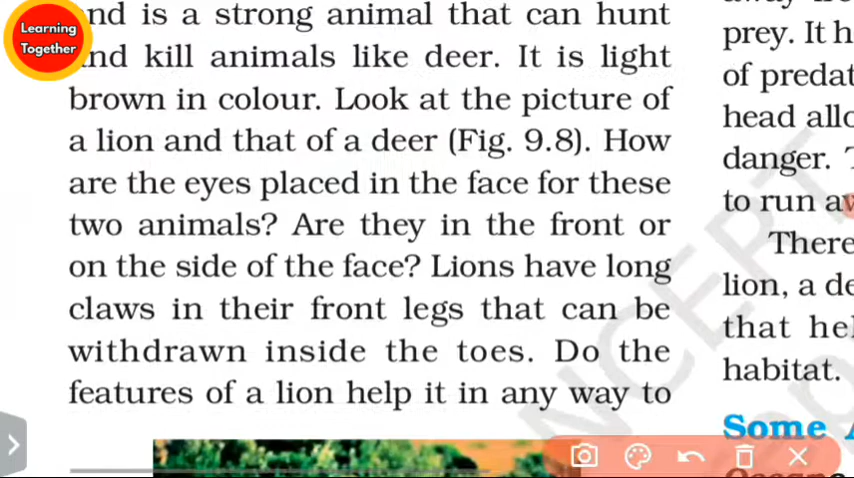 Learning
Together
nd is a strong animal that can hunt
nd kill animals like deer. It is light
brown in colour. Look at the picture of
a lion and that of a deer (Fig. 9.8). How
are the eyes placed in the face for these
two animals? Are they in the front or
on the side of the face? Lions have long
claws in their front legs that can be
withdrawn inside the toes. Do the
features of a lion help it in any way to
prey. It h
of predat
head allo
danger.
to run av
There
lion, a de
that hel
habitat.
Some
NCERT